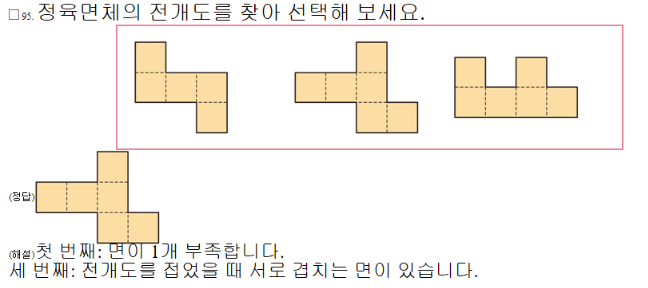 □95. 정육면체의 전개도를 찾아 선택해 보세요.
(정답)
(해설)첫 번째: 면이 1개 부족합니다.
세 번째: 전개도를 접었을 때 서로 겹치는 면이 있습니다.